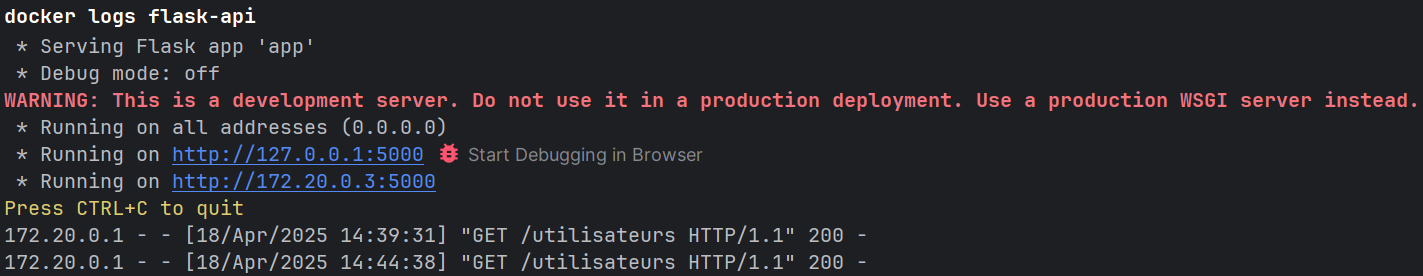 docker logs flask-api
 * Serving Flask app 'app'
 * Debug mode: off
WARNING: This is a development server. Do not use it in a production deployment. Use a production WSGI server instead.
 * Running on all addresses (0.0.0.0)
 * Running on http://127.0.0.1:5000 Start Debugging in Browser
 * Running on http://172.20.0.3:5000
Press CTRL+C to quit
172.20.0.1 - - [18/Apr/2025 14:39:31] "GET /utilisateurs HTTP/1.1" 200 -
172.20.0.1 - - [18/Apr/2025 14:44:38] "GET /utilisateurs HTTP/1.1" 200 -